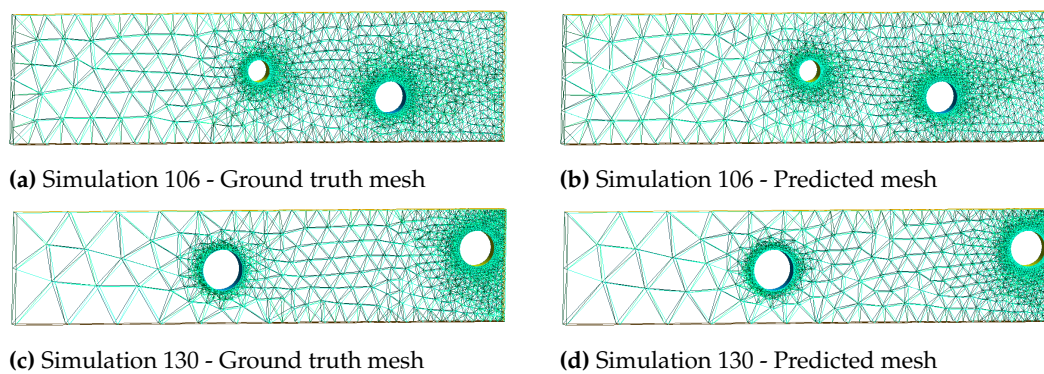 (a) Simulation 106 - Ground truth mesh
(b) Simulation 106 - Predicted mesh
(c) Simulation 130 - Ground truth mesh
(d) Simulation 130 - Predicted mesh